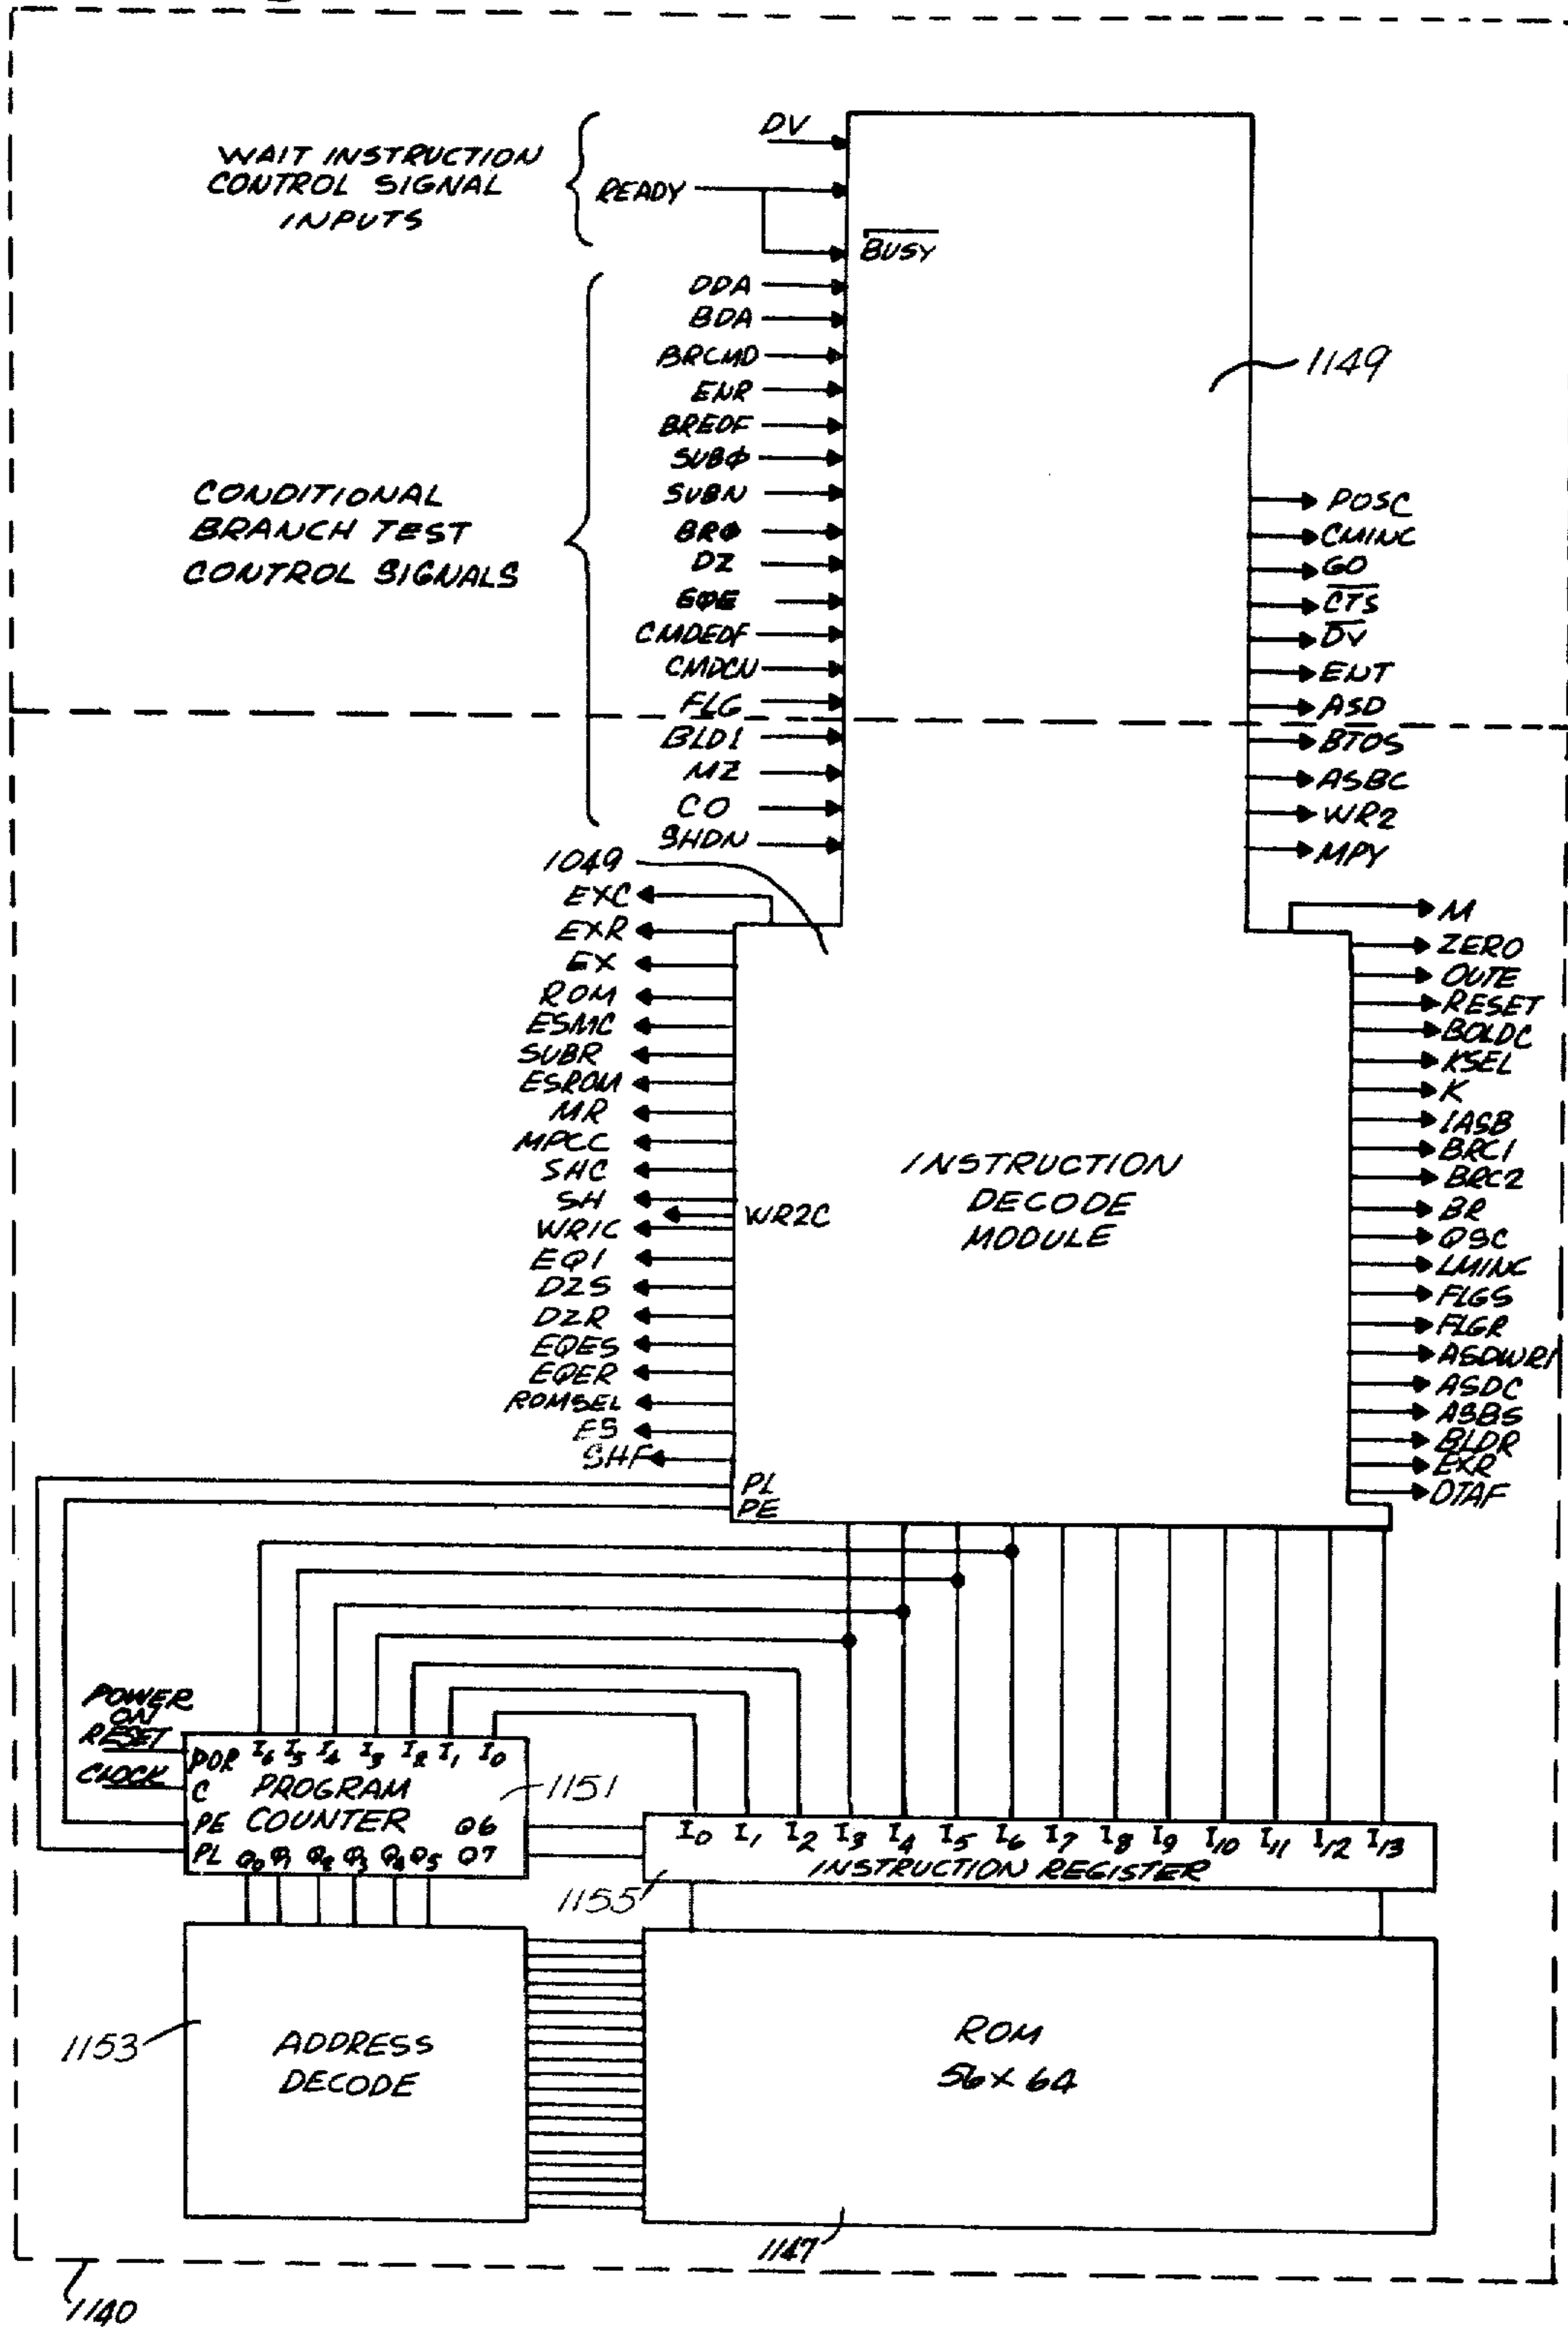 WAIT INSTRUCTION
CONTROL SIGNAL
INPUTS
DV
READY
BUSY
DDA
BDA
BRCMD
ENR
BREOF
SUBΦ
SUBN
BRΦ
DZ
CMDEDF
CMDCN
FLG
BLD1
MZ
CO
SHDN
CONDITIONAL
BRANCH TEST
CONTROL SIGNALS
1149
POSC
CMINC
GO
CTS
DV
ENT
ASD
BTOS
ASBC
WR2
MPY
1049
EXC
EXR
EX
ROM
ESMC
SUBR
ESROM
MR
MPCC
SHC
SH
WR2C
WR1C
EQ1
DZS
DZR
EQES
EQER
ROMSEL
ES
SHF
PL
PE
INSTRUCTION
DECODE
MODULE
M
ZERO
OUTE
RESET
BOLDC
KSEL
K
IASB
BRC1
BRC2
BR
QSC
LMINC
FLGS
FLGR
ASDWR1
ASDC
ASBS
BLDR
EXR
DTAF
POWER
ON
RESET
CLOCK
POR I6 I5 I4 I3 I2 I1 I0
C PROGRAM
PE COUNTER Q6
PL Q0 Q1 Q2 Q3 Q4 Q5 Q7
1151
I0 I1 I2 I3 I4 I5 I6 I7 I8 I9 I10 I11 I12 I13
INSTRUCTION REGISTER
1155
1153
ADDRESS
DECODE
ROM
56 X 64
1147
1140